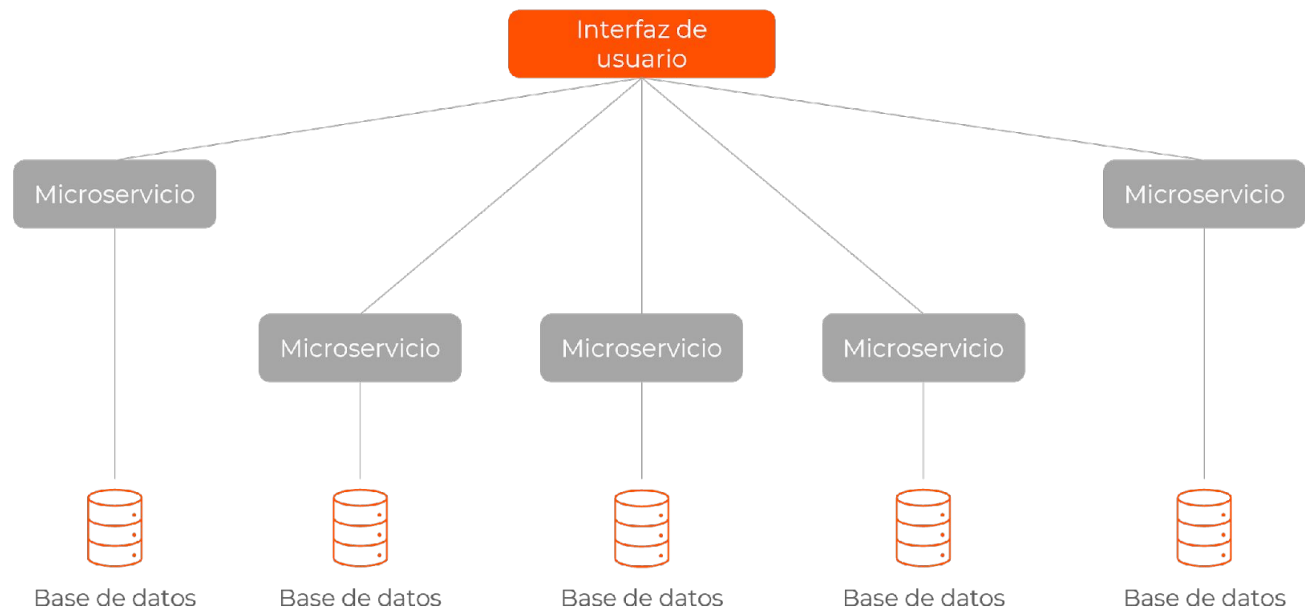 Interfaz de
usuario
Microservicio
Microservicio
Microservicio
Microservicio
Microservicio
Base de datos
Base de datos
Base de datos
Base de datos
Base de datos